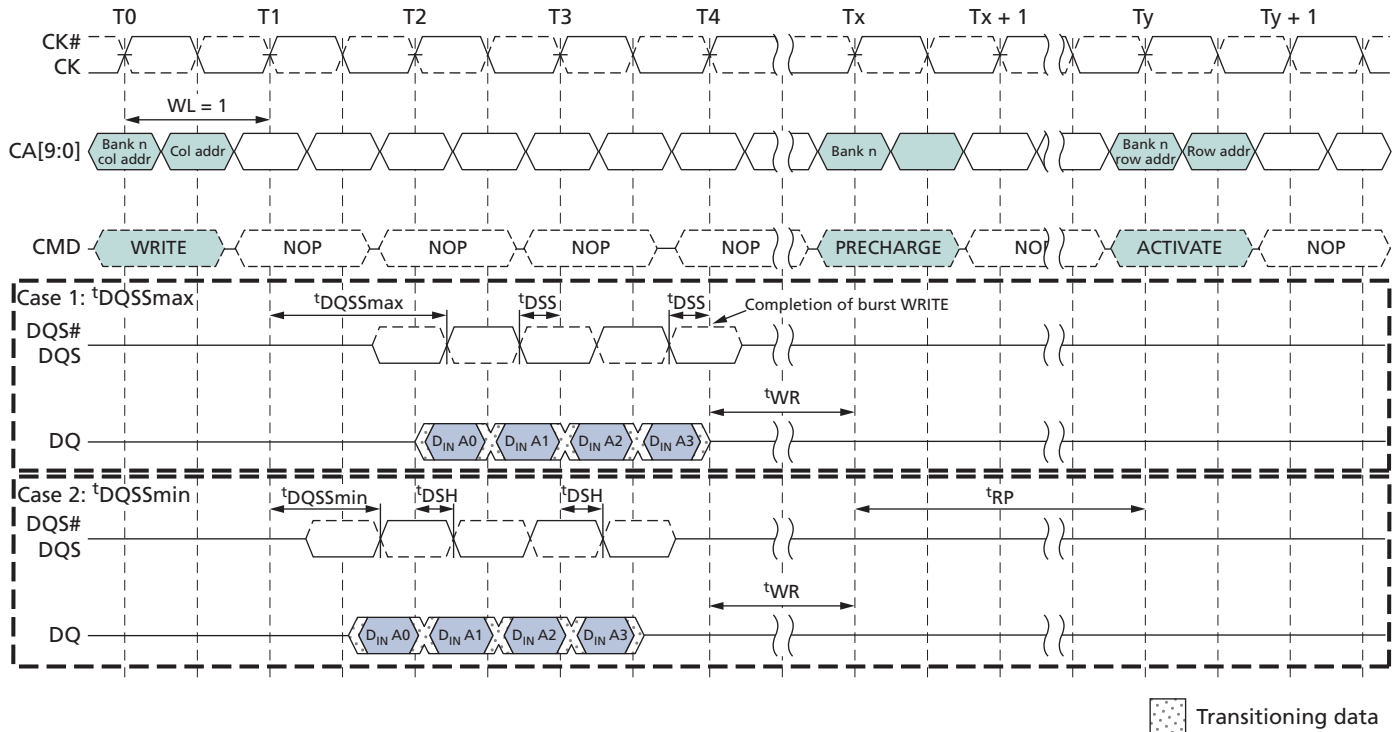 T0 T1 T2 T3 T4 Tx Tx + 1 Ty Ty + 1
CK#
CK
WL = 1
CA[9:0] Bank n col addr Col addr Bank n Bank n row addr Row addr
CMD WRITE NOP NOP NOP NOP PRECHARGE NOP ACTIVATE NOP
Case 1: tDQSSmax
tDQSSmax tDSS tDSS Completion of burst WRITE
DQS#
DQS
tWR
DQ DIN A0 DIN A1 DIN A2 DIN A3
Case 2: tDQSSmin
tDQSSmin tDSH tDSH tRP
DQS#
DQS
tWR
DQ DIN A0 DIN A1 DIN A2 DIN A3
Transitioning data